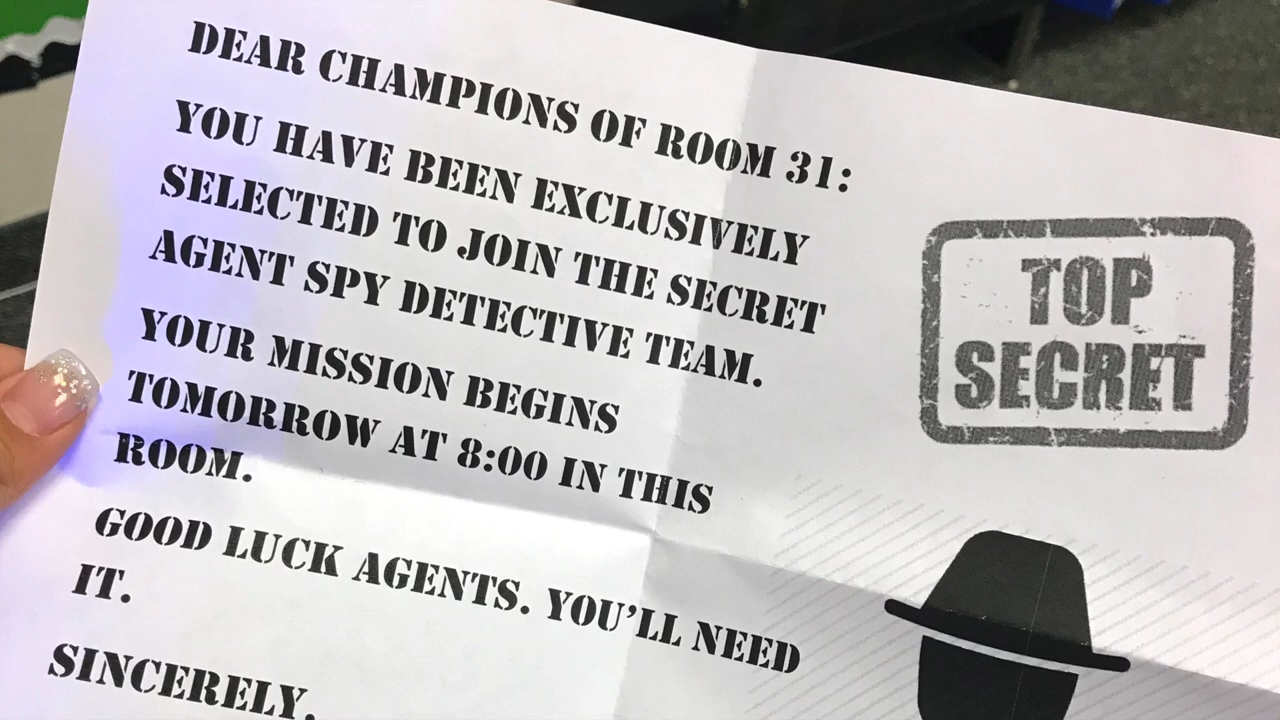 DEAR CHAMPIONS OF ROOM 31:
YOU HAVE BEEN EXCLUSIVELY
SELECTED TO JOIN THE SECRET
AGENT SPY DETECTIVE TEAM.
YOUR MISSION BEGINS
TOMORROW AT 8:00 IN THIS
ROOM.
GOOD LUCK AGENTS. YOU'LL NEED
IT.
SINCERELY,
TOP
SECRET